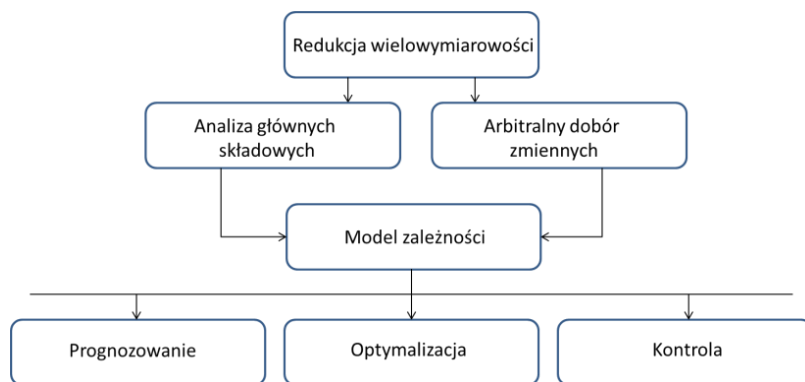 Redukcja wielowymiarowości
Analiza głównych
składowych
Arbitralny dobór
zmiennych
Model zależności
Prognozowanie
Optymalizacja
Kontrola